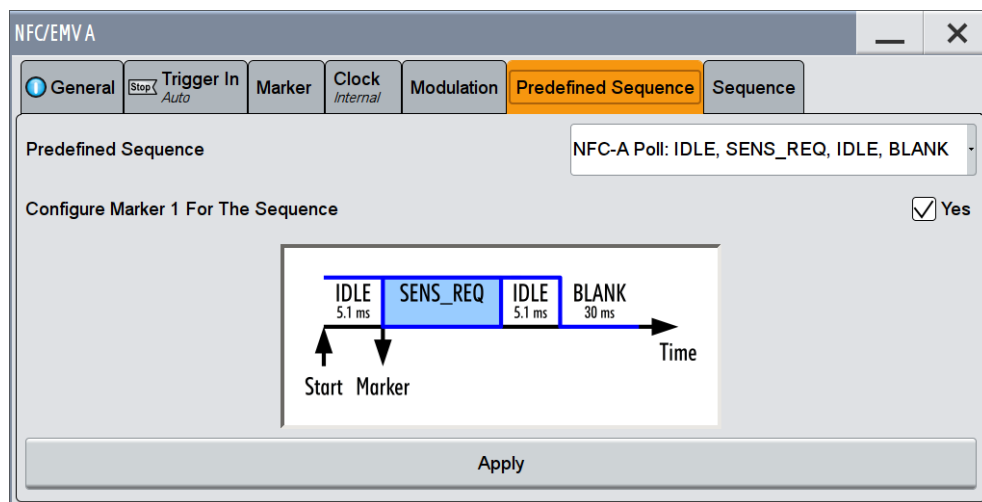 NFC/EMV A
General
Stop
Trigger In
Auto
Marker
Clock
Internal
Modulation
Predefined Sequence
Sequence
Predefined Sequence
NFC-A Poll: IDLE, SENS_REQ, IDLE, BLANK
Configure Marker 1 For The Sequence
Yes
IDLE SENS_REQ IDLE BLANK
5.1 ms 5.1 ms 30 ms
Time
Start Marker
Apply